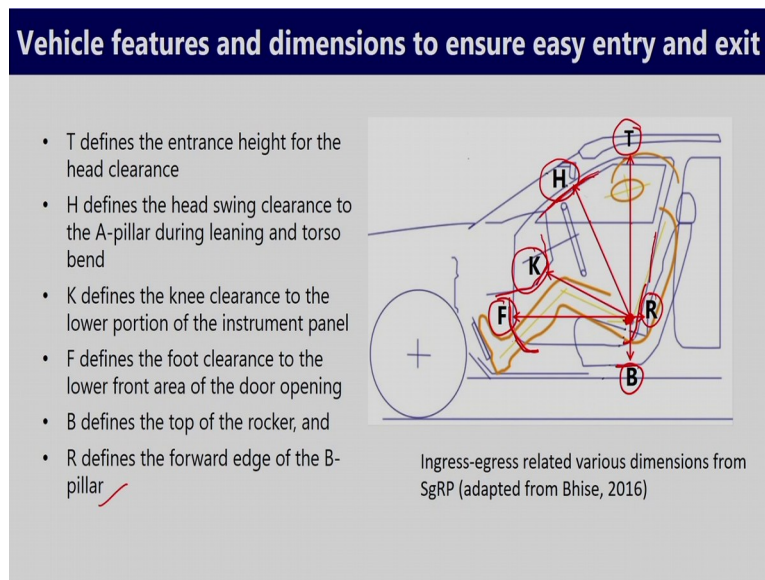 Vehicle features and dimensions to ensure easy entry and exit
• T defines the entrance height for the
head clearance
• H defines the head swing clearance to
the A-pillar during leaning and torso
bend
• K defines the knee clearance to the
lower portion of the instrument panel
• F defines the foot clearance to the
lower front area of the door opening
• B defines the top of the rocker, and
• R defines the forward edge of the B-
pillar
T
H
K
F
R
B
Ingress-egress related various dimensions from
SgRP (adapted from Bhise, 2016)